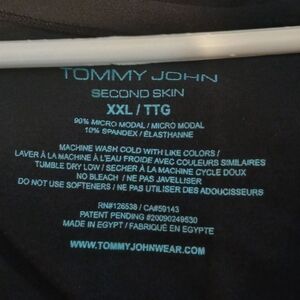 TOMMY JOHN
SECOND SKIN
XXL / TTG
90% MICRO MODAL / MICRO MODAL
10% SPANDEX / ÉLASTHANNE
MACHINE WASH COLD WITH LIKE COLORS /
LAVER À LA MACHINE À L'EAU FROIDE AVEC COULEURS SIMILAIRES
TUMBLE DRY LOW / SECHER À LA MACHINE CYCLE DOUX
NO BLEACH / NE PAS JAVELLISER
DO NOT USE SOFTENERS / NE PAS UTILISER DES ADOUCISSEURS
RN#126538 / CA#59143
PATENT PENDING #20090249530
MADE IN EGYPT / FABRIQUÉ EN EGYPTE
WWW.TOMMYJOHNWEAR.COM